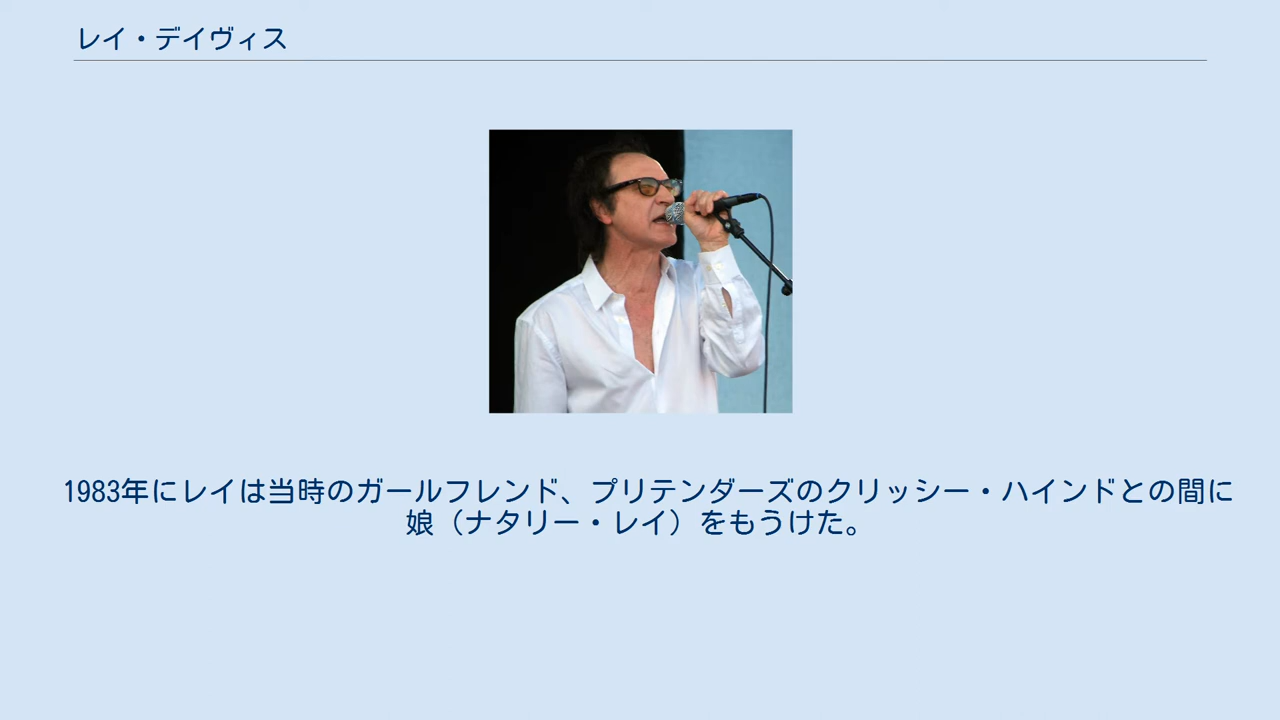 レイ・デイヴィス
1983年にレイは当時のガールフレンド、プリテンダーズのクリッシー・ハインドとの間に
娘（ナタリー・レイ）をもうけた。